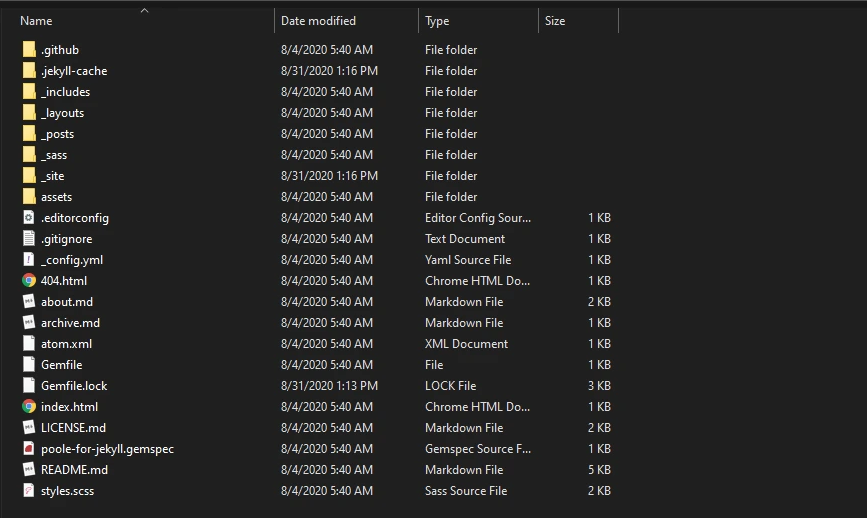 Name Date modified Type Size
.github 8/4/2020 5:40 AM File folder
.jekyll-cache 8/31/2020 1:16 PM File folder
_includes 8/4/2020 5:40 AM File folder
_layouts 8/4/2020 5:40 AM File folder
_posts 8/4/2020 5:40 AM File folder
_sass 8/4/2020 5:40 AM File folder
_site 8/31/2020 1:16 PM File folder
assets 8/4/2020 5:40 AM File folder
.editorconfig 8/4/2020 5:40 AM Editor Config Sour... 1 KB
.gitignore 8/4/2020 5:40 AM Text Document 1 KB
_config.yml 8/4/2020 5:40 AM Yaml Source File 1 KB
404.html 8/4/2020 5:40 AM Chrome HTML Do... 1 KB
about.md 8/4/2020 5:40 AM Markdown File 2 KB
archive.md 8/4/2020 5:40 AM Markdown File 1 KB
atom.xml 8/4/2020 5:40 AM XML Document 1 KB
Gemfile 8/4/2020 5:40 AM File 1 KB
Gemfile.lock 8/31/2020 1:13 PM LOCK File 3 KB
index.html 8/4/2020 5:40 AM Chrome HTML Do... 1 KB
LICENSE.md 8/4/2020 5:40 AM Markdown File 2 KB
poole-for-jekyll.gemspec 8/4/2020 5:40 AM Gemspec Source F... 1 KB
README.md 8/4/2020 5:40 AM Markdown File 5 KB
styles.scss 8/4/2020 5:40 AM Sass Source File 2 KB